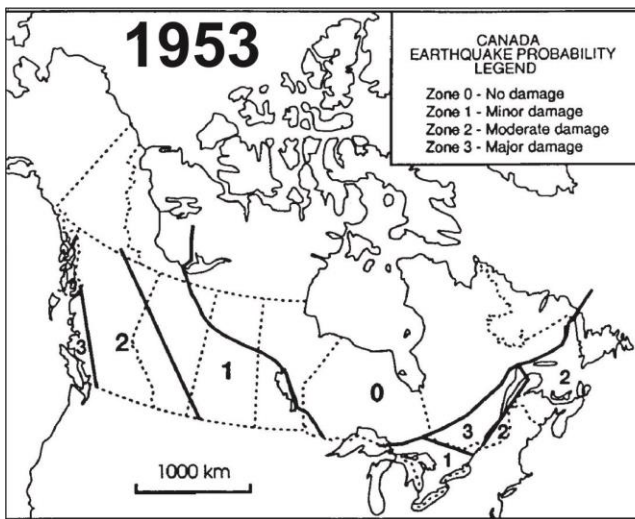 1953
CANADA
EARTHQUAKE PROBABILITY
LEGEND
Zone 0 - No damage
Zone 1 - Minor damage
Zone 2 - Moderate damage
Zone 3 - Major damage
3
2
1
0
2
3
2
1
1000 km